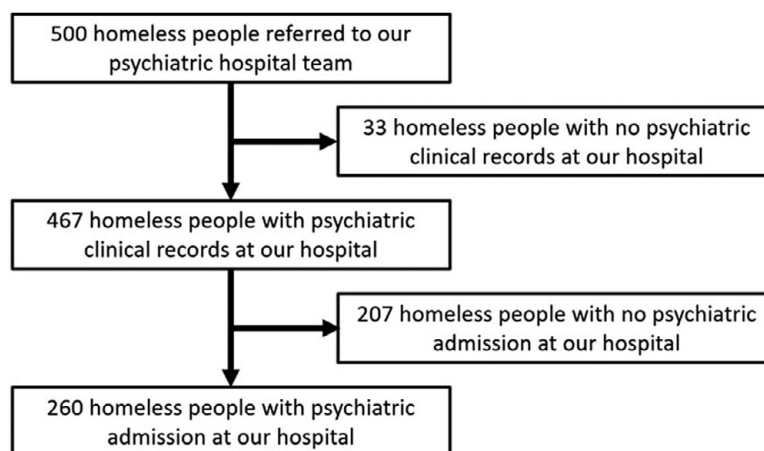 500 homeless people referred to our
psychiatric hospital team
33 homeless people with no psychiatric
clinical records at our hospital
467 homeless people with psychiatric
clinical records at our hospital
207 homeless people with no psychiatric
admission at our hospital
260 homeless people with psychiatric
admission at our hospital